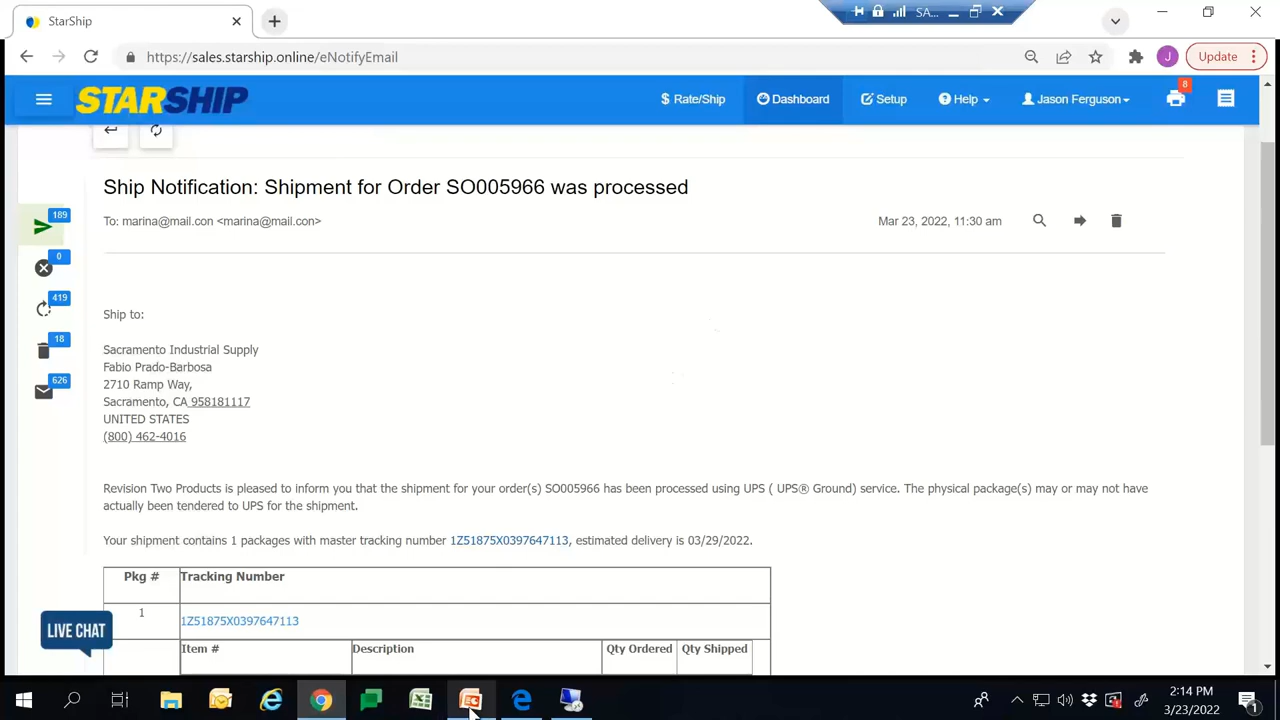 StarShip
SA...
https://sales.starship.online/eNotifyEmail
J
Update
STARSHIP
$ Rate/Ship
Dashboard
Setup
Help
Jason Ferguson
8
Ship Notification: Shipment for Order SO005966 was processed
189
To: marina@mail.con <marina@mail.con>
Mar 23, 2022, 11:30 am
0
419
18
626
Ship to:
Sacramento Industrial Supply
Fabio Prado-Barbosa
2710 Ramp Way,
Sacramento, CA 958181117
UNITED STATES
(800) 462-4016
Revision Two Products is pleased to inform you that the shipment for your order(s) SO005966 has been processed using UPS ( UPS® Ground) service. The physical package(s) may or may not have
actually been tendered to UPS for the shipment.
Your shipment contains 1 packages with master tracking number 1Z51875X0397647113, estimated delivery is 03/29/2022.
Pkg # Tracking Number
1 1Z51875X0397647113
Item # Description Qty Ordered Qty Shipped
LIVE CHAT
2:14 PM
3/23/2022
1